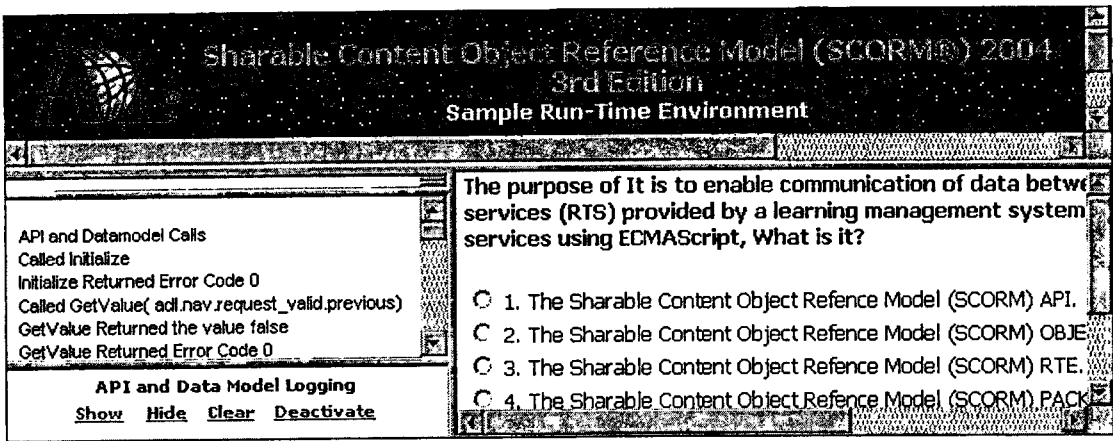 Sharable Content Object Reference Model (SCORM®) 2004
3rd Edition
Sample Run-Time Environment
API and Datamodel Calls
Called Initialize
Initialize Returned Error Code 0
Called GetValue( adl.nav.request_valid.previous)
GetValue Returned the value false
GetValue Returned Error Code 0
API and Data Model Logging
Show Hide Clear Deactivate
The purpose of It is to enable communication of data betwe
services (RTS) provided by a learning management system
services using ECMAScript, What is it?
1. The Sharable Content Object Refence Model (SCORM) API.
2. The Sharable Content Object Refence Model (SCORM) OBJE
3. The Sharable Content Object Refence Model (SCORM) RTE.
4. The Sharable Content Object Refence Model (SCORM) PACK